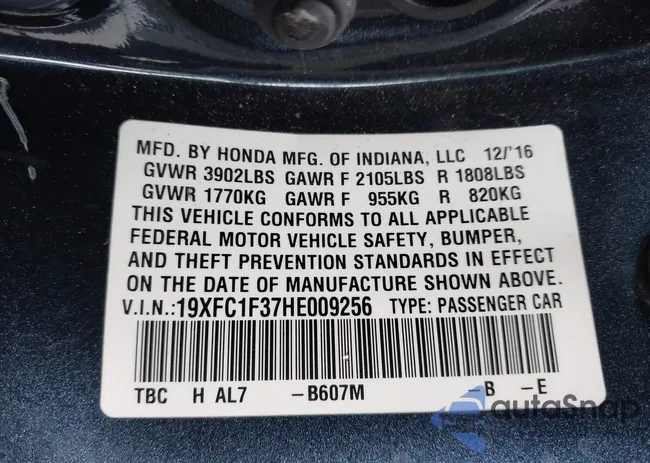 MFD. BY HONDA MFG. OF INDIANA, LLC 12/'16
GVWR 3902LBS GAWR F 2105LBS R 1808LBS
GVWR 1770KG GAWR F 955KG R 820KG
THIS VEHICLE CONFORMS TO ALL APPLICABLE
FEDERAL MOTOR VEHICLE SAFETY, BUMPER,
AND THEFT PREVENTION STANDARDS IN EFFECT
ON THE DATE OF MANUFACTURE SHOWN ABOVE.
V.I.N.:19XFC1F37HE009256 TYPE: PASSENGER CAR
TBC H AL7 -B607M -B -E
autoSnap